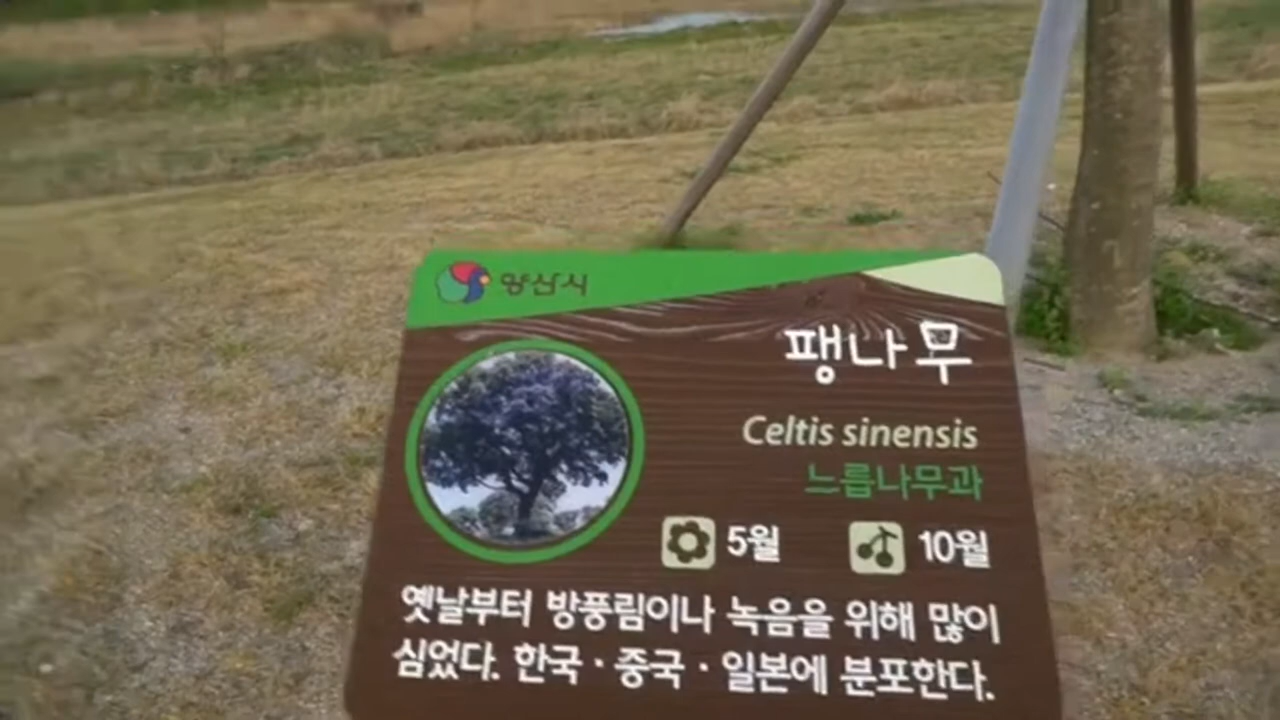 양산시
팽나무
Celtis sinensis
느릅나무과
5월 10월
옛날부터 방풍림이나 녹음을 위해 많이
심었다. 한국·중국·일본에 분포한다.